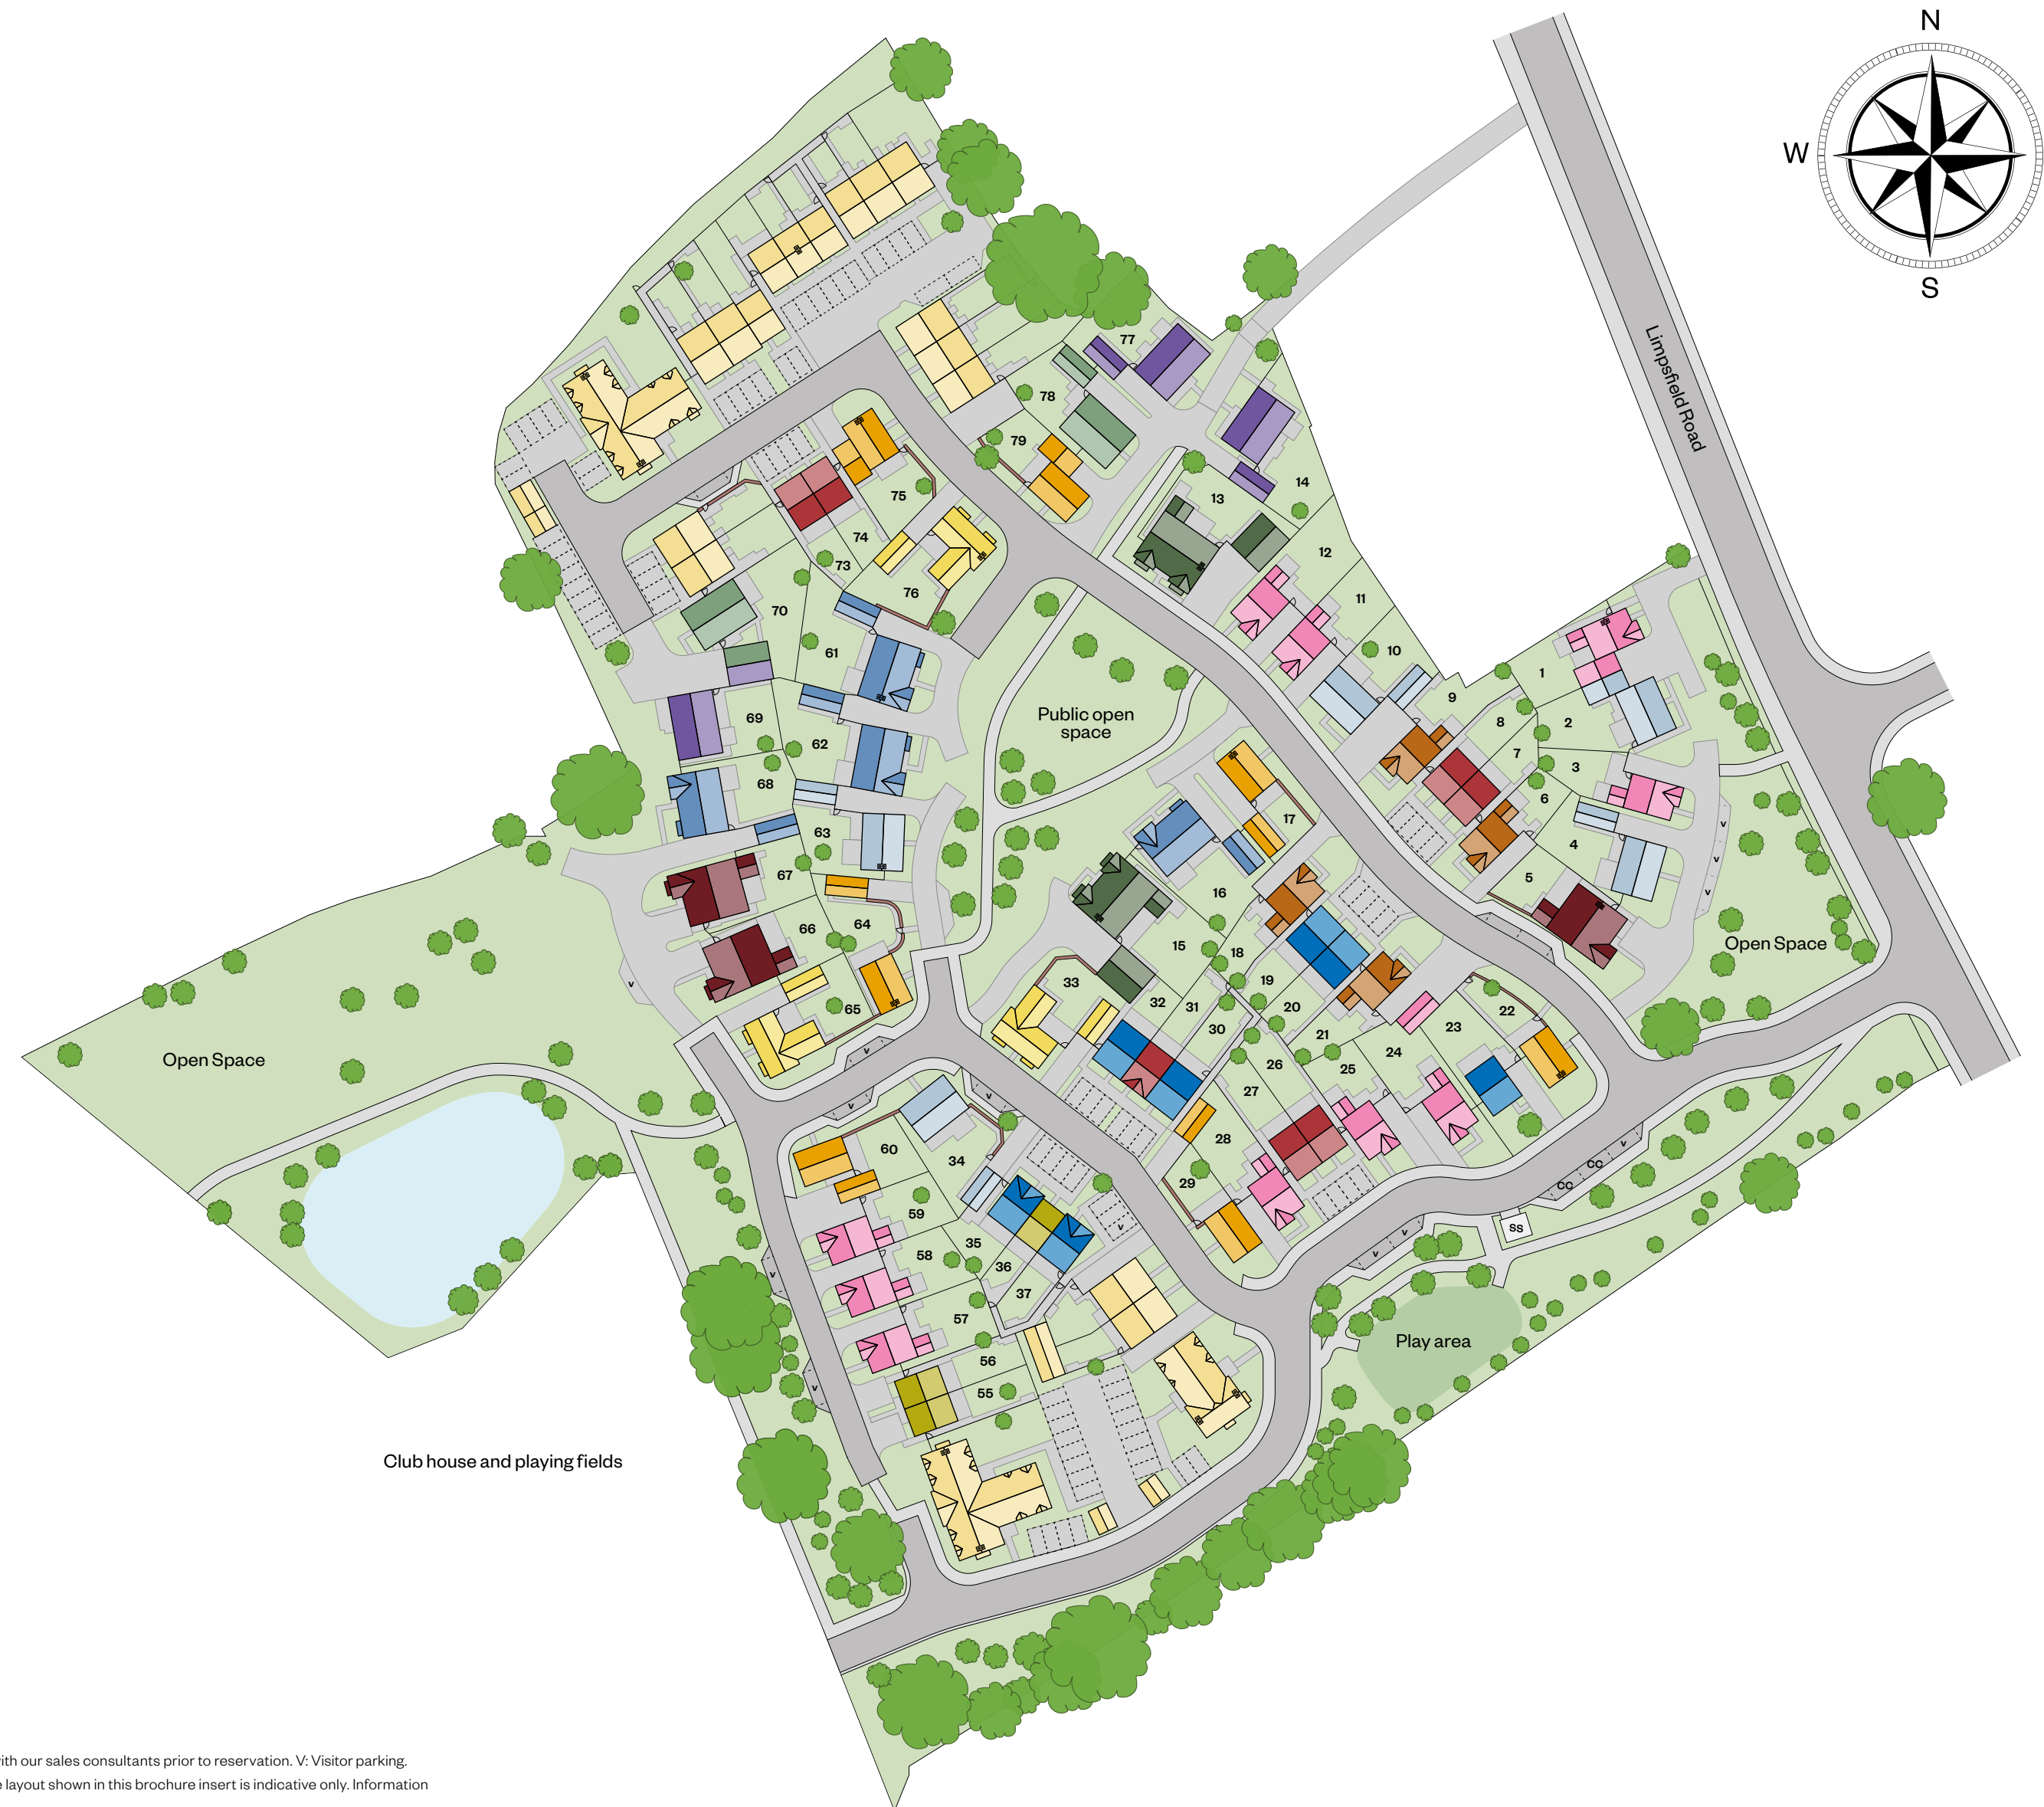 N
W
S
Limpsfield Road
77
78
79
14
13
75
12
74
73
76
11
70
10
61
1
9
69
Public open
space
8
2
62
7
3
68
6
17
63
4
67
5
16
64
66
Open Space
15
18
19
33
65
32
31
20
22
30
23
21
24
26
25
27
28
29
Open Space
V
V
V
V
V
V
V
60
34
59
35
58
36
37
57
56
55
V
V
V
V
V
V
CC
CC
SS
Play area
Club house and playing fields
ith our sales consultants prior to reservation. V: Visitor parking.
layout shown in this brochure insert is indicative only. Information